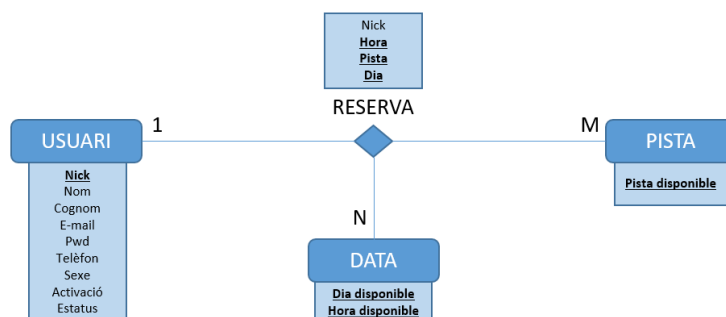 Nick
Hora
Pista
Dia
RESERVA
1
M
USUARI
PISTA
Nick
Nom
Cognom
E-mail
Pwd
Telèfon
Sexe
Activació
Estatus
Pista disponible
N
DATA
Dia disponible
Hora disponible